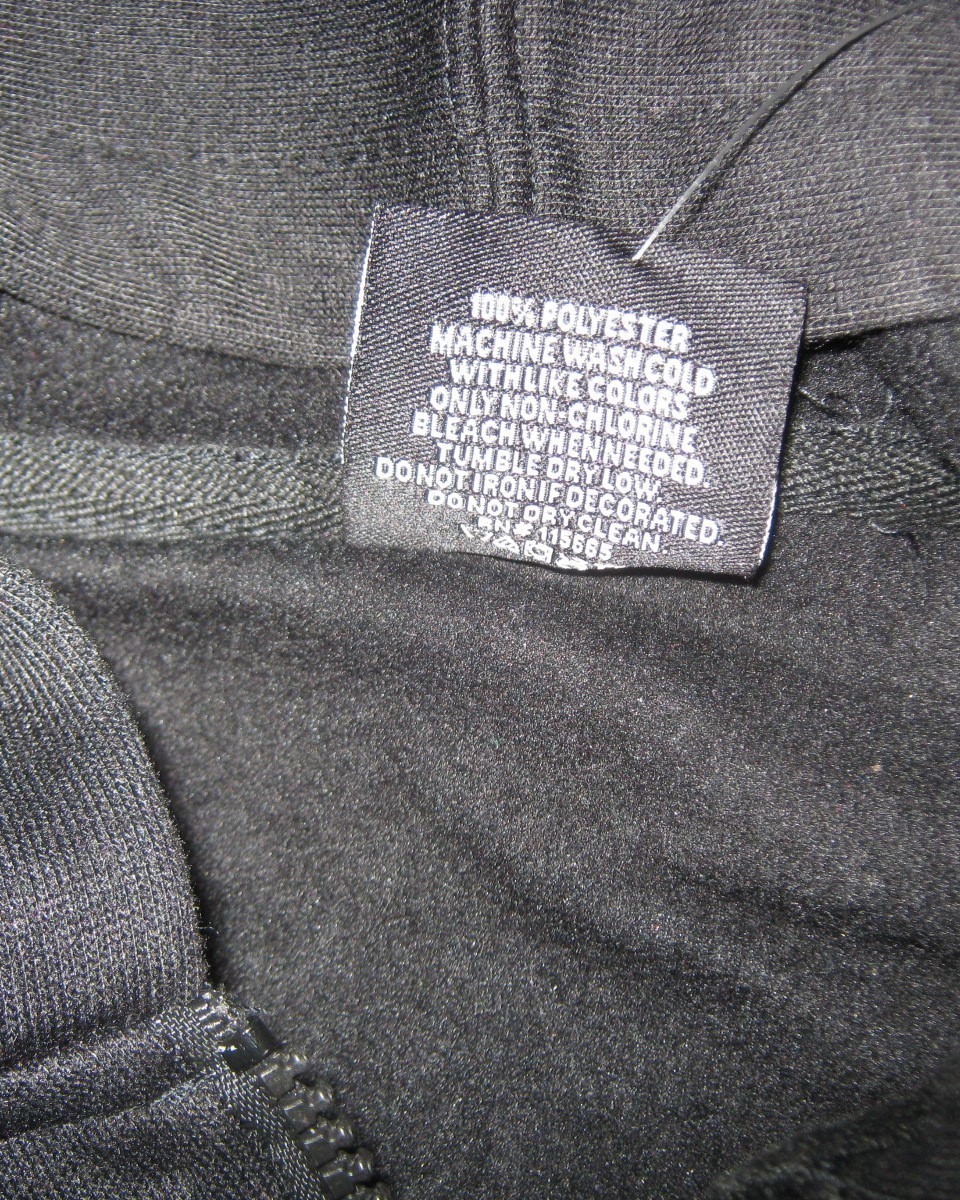 100% POLYESTER
MACHINE WASH COLD
WITH LIKE COLORS
ONLY NON-CHLORINE
BLEACH WHEN NEEDED.
TUMBLE DRY LOW.
DO NOT IRON IF DECORATED.
DO NOT DRY CLEAN.
RN# 115665